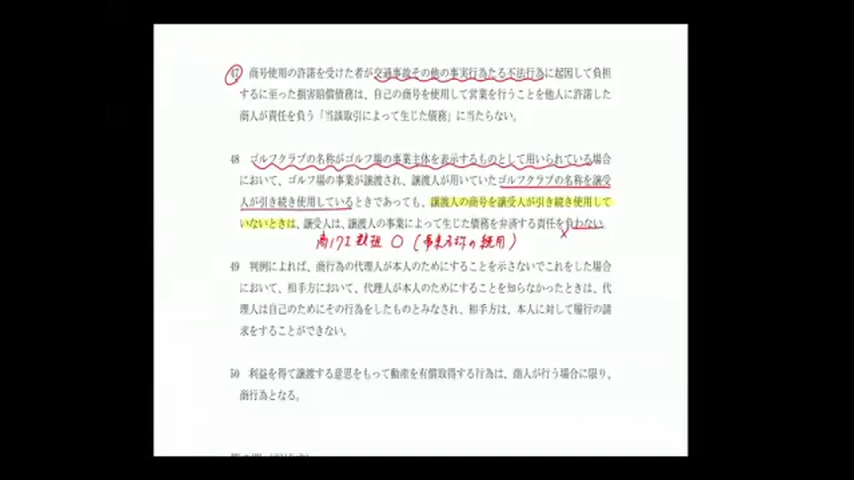 47 商号使用の許諾を受けた者が交通事故その他の事実行為たる不法行為に起因して負担
するに至った損害賠償債務は、自己の商号を使用して営業を行うことを他人に許諾した
商人が責任を負う「当該取引によって生じた債務」に当たらない。
48 ゴルフクラブの名称がゴルフ場の事業主体を表示するものとして用いられている場合
において、ゴルフ場の事業が譲渡され、譲渡人が用いていたゴルフクラブの名称を譲受
人が引き続き使用しているときであっても、譲渡人の商号を譲受人が引き続き使用して
いないときは、譲受人は、譲渡人の事業によって生じた債務を弁済する責任を負わない。
商17Ⅰ類推 〇 (事業名称の続用) ×
49 判例によれば、商行為の代理人が本人のためにすることを示さないでこれをした場合
において、相手方において、代理人が本人のためにすることを知らなかったときは、代
理人は自己のためにその行為をしたものとみなされ、相手方は、本人に対して履行の請
求をすることができない。
50 利益を得て譲渡する意思をもって動産を有償取得する行為は、商人が行う場合に限り、
商行為となる。